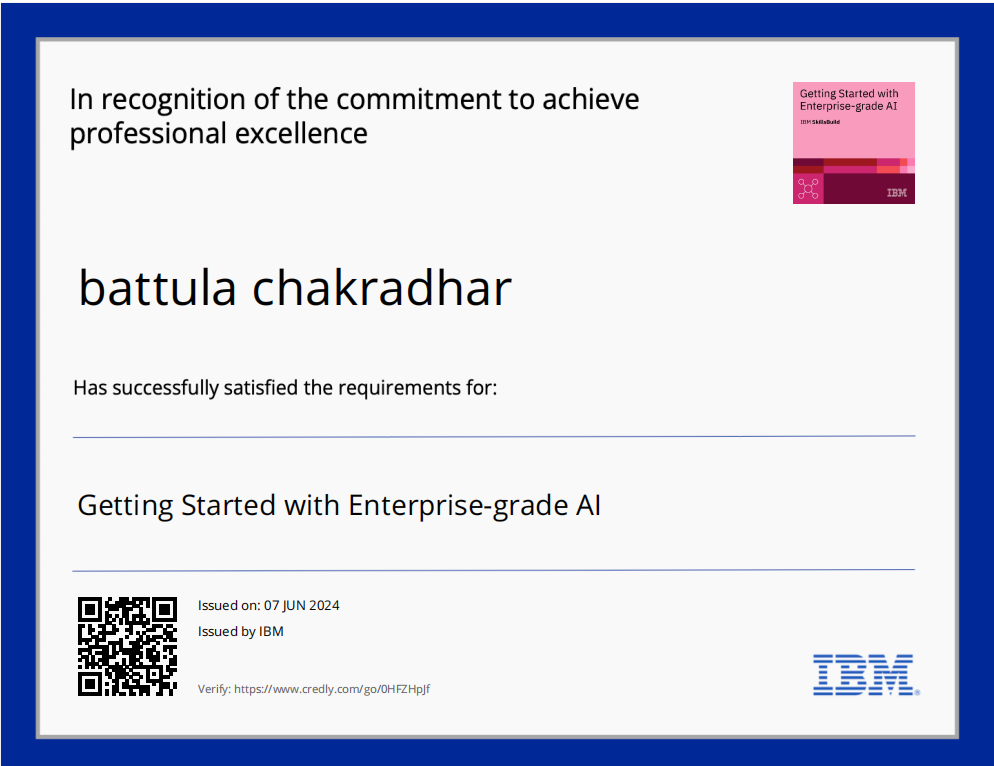 In recognition of the commitment to achieve
professional excellence
Getting Started with
Enterprise-grade AI
IBM SkillsBuild
IBM
battula chakradhar
Has successfully satisfied the requirements for:
Getting Started with Enterprise-grade AI
Issued on: 07 JUN 2024
Issued by IBM
Verify: https://www.credly.com/go/0HFZHpJf
IBM®